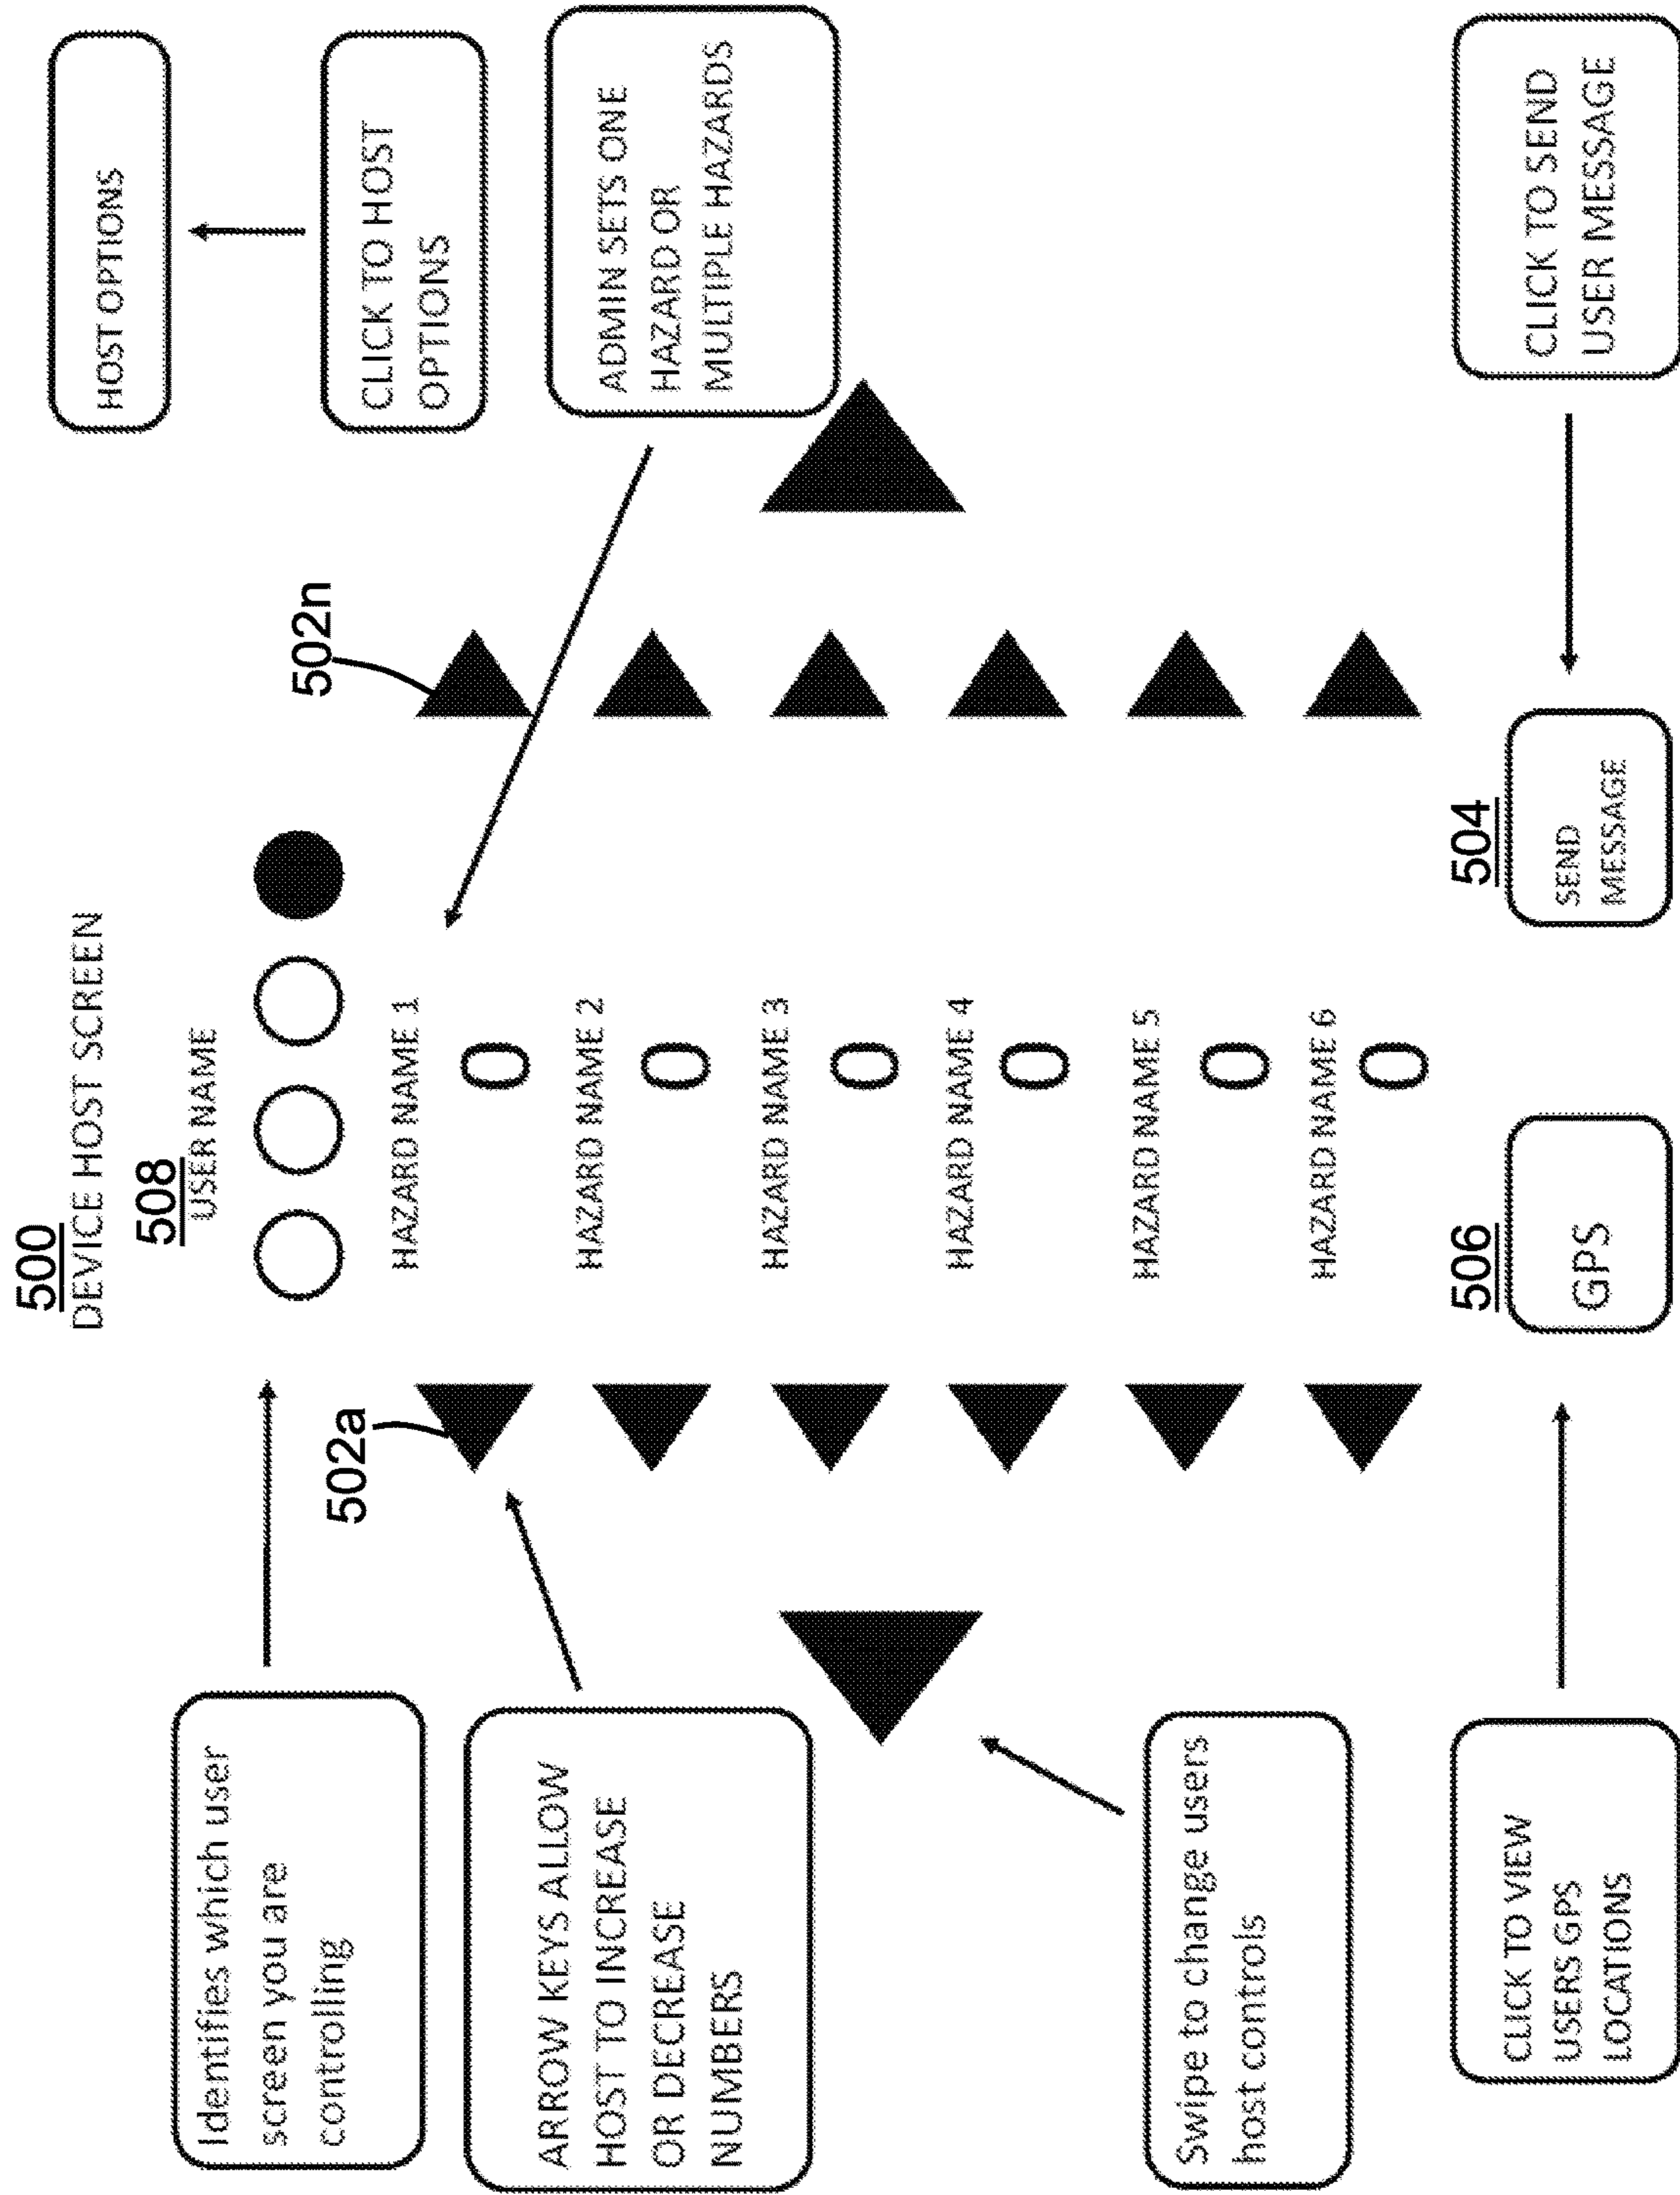 500
DEVICE HOST SCREEN
508
USER NAME
HOST OPTIONS
CLICK TO HOST
OPTIONS
Identifies which user
screen you are
controlling
502a
502n
ARROW KEYS ALLOW
HOST TO INCREASE
OR DECREASE
NUMBERS
ADMIN SETS ONE
HAZARD OR
MULTIPLE HAZARDS
HAZARD NAME 1
0
HAZARD NAME 2
0
HAZARD NAME 3
0
HAZARD NAME 4
0
HAZARD NAME 5
0
HAZARD NAME 6
0
Swipe to change users
host controls
CLICK TO VIEW
USERS GPS
LOCATIONS
506
GPS
504
SEND
MESSAGE
CLICK TO SEND
USER MESSAGE